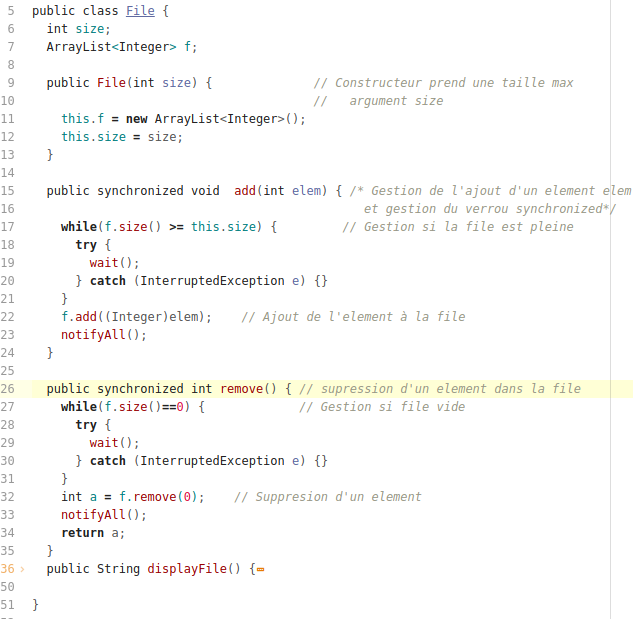 5 public class File {
6   int size;
7   ArrayList<Integer> f;
8
9   public File(int size) {              // Constructeur prend une taille max
10                                       //   argument size
11     this.f = new ArrayList<Integer>();
12     this.size = size;
13   }
14
15   public synchronized void  add(int elem) { /* Gestion de l'ajout d'un element elem
16                                              et gestion du verrou synchronized*/
17     while(f.size() >= this.size) {         // Gestion si la file est pleine
18       try {
19         wait();
20       } catch (InterruptedException e) {}
21     }
22     f.add((Integer)elem);    // Ajout de l'element à la file
23     notifyAll();
24   }
25
26   public synchronized int remove() { // supression d'un element dans la file
27     while(f.size()==0) {             // Gestion si file vide
28       try {
29         wait();
30       } catch (InterruptedException e) {}
31     }
32     int a = f.remove(0);    // Suppresion d'un element
33     notifyAll();
34     return a;
35   }
36 › public String displayFile() {
50
51 }